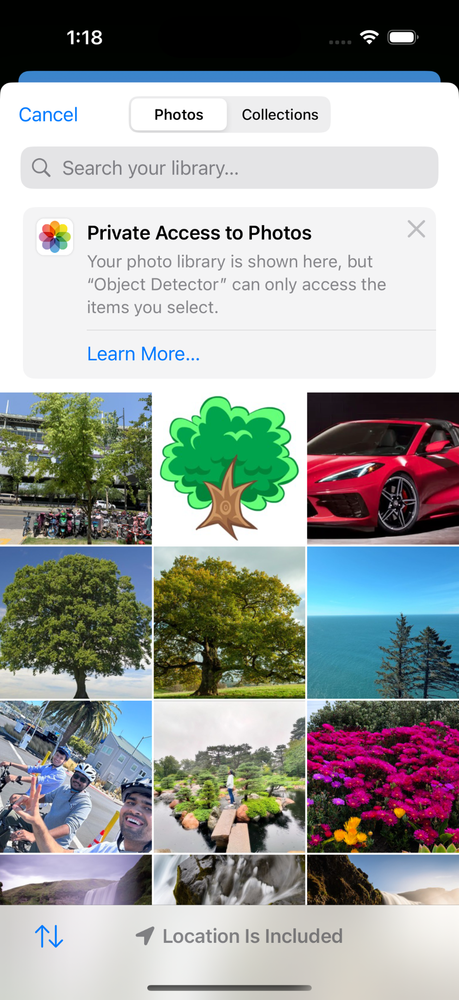 1:18
Cancel
Photos
Collections
Search your library...
Private Access to Photos
Your photo library is shown here, but
“Object Detector” can only access the
items you select.
Learn More...
Location Is Included